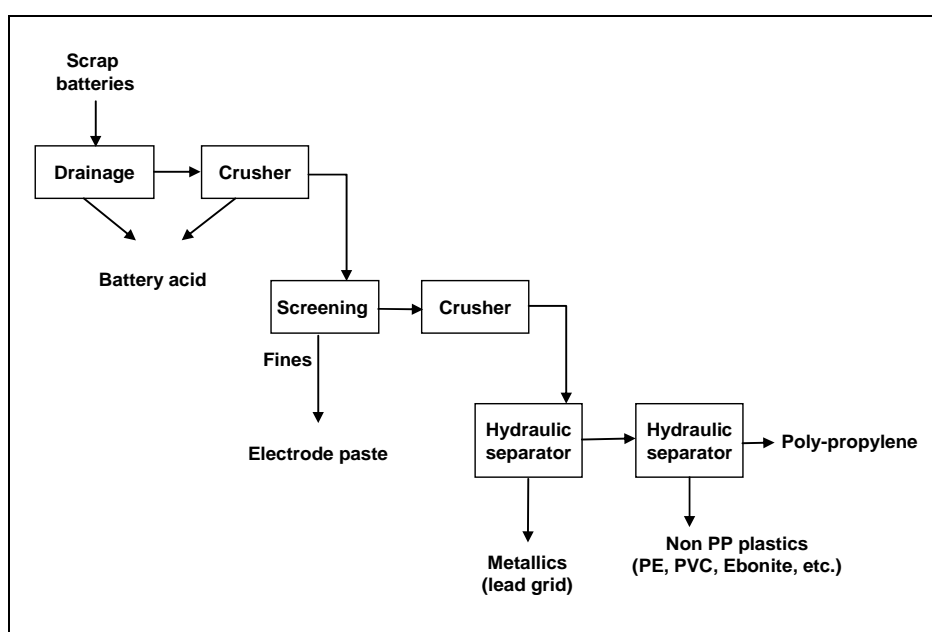 Scrap
batteries
Drainage
Crusher
Battery acid
Screening
Crusher
Fines
Electrode paste
Hydraulic
separator
Hydraulic
separator
Poly-propylene
Metallics
(lead grid)
Non PP plastics
(PE, PVC, Ebonite, etc.)